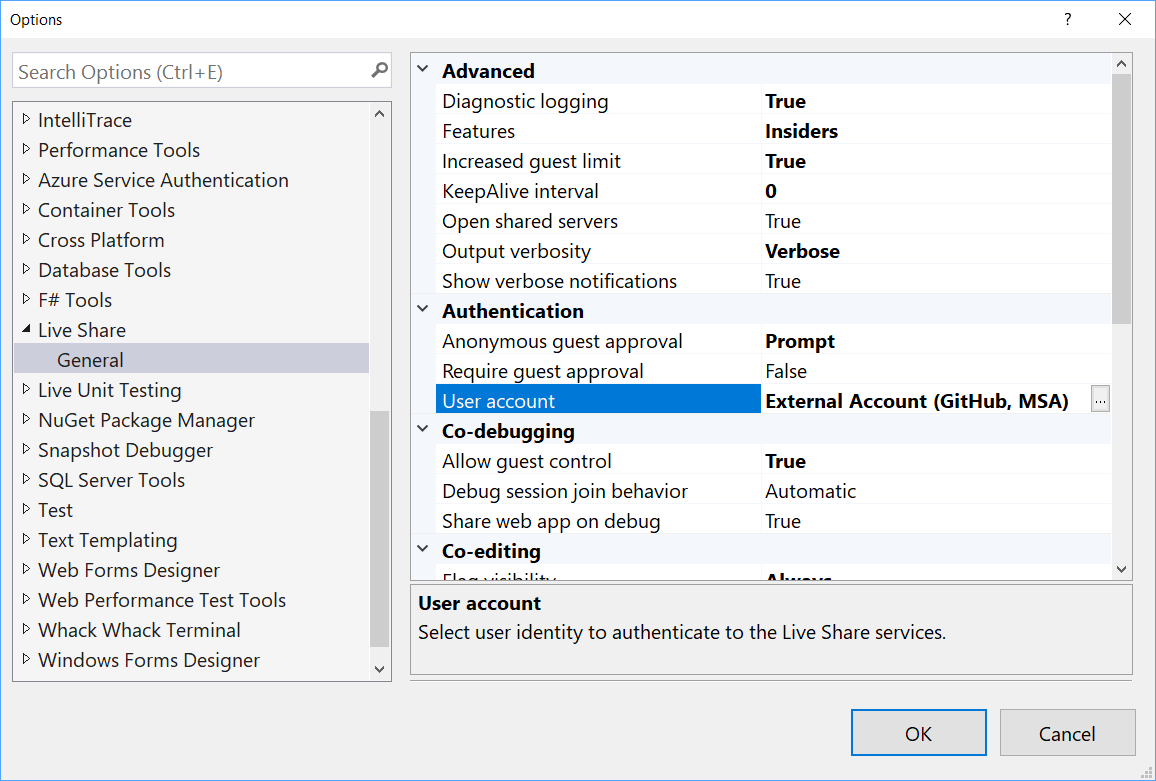 Options
?
Search Options (Ctrl+E)
IntelliTrace
Performance Tools
Azure Service Authentication
Container Tools
Cross Platform
Database Tools
F# Tools
Live Share
General
Live Unit Testing
NuGet Package Manager
Snapshot Debugger
SQL Server Tools
Test
Text Templating
Web Forms Designer
Web Performance Test Tools
Whack Whack Terminal
Windows Forms Designer
Advanced
Diagnostic logging True
Features Insiders
Increased guest limit True
KeepAlive interval 0
Open shared servers True
Output verbosity Verbose
Show verbose notifications True
Authentication
Anonymous guest approval Prompt
Require guest approval False
User account External Account (GitHub, MSA) ...
Co-debugging
Allow guest control True
Debug session join behavior Automatic
Share web app on debug True
Co-editing
Flag visibility Always
User account
Select user identity to authenticate to the Live Share services.
OK Cancel